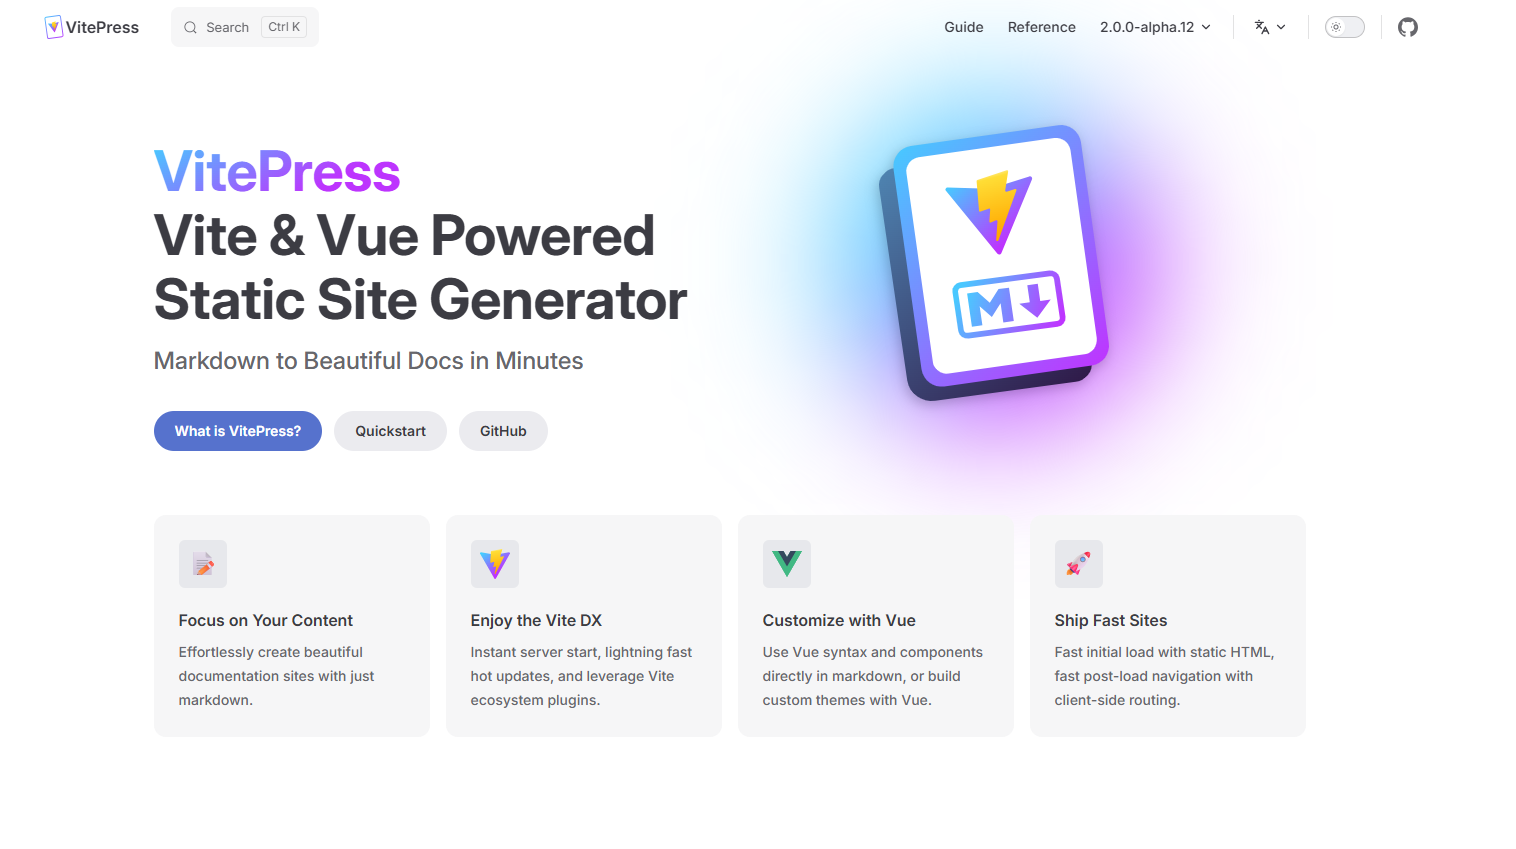 VitePress
Search Ctrl K
Guide
Reference
2.0.0-alpha.12
VitePress
Vite & Vue Powered
Static Site Generator
Markdown to Beautiful Docs in Minutes
What is VitePress?
Quickstart
GitHub
M
Focus on Your Content
Effortlessly create beautiful
documentation sites with just
markdown.
Enjoy the Vite DX
Instant server start, lightning fast
hot updates, and leverage Vite
ecosystem plugins.
Customize with Vue
Use Vue syntax and components
directly in markdown, or build
custom themes with Vue.
Ship Fast Sites
Fast initial load with static HTML,
fast post-load navigation with
client-side routing.